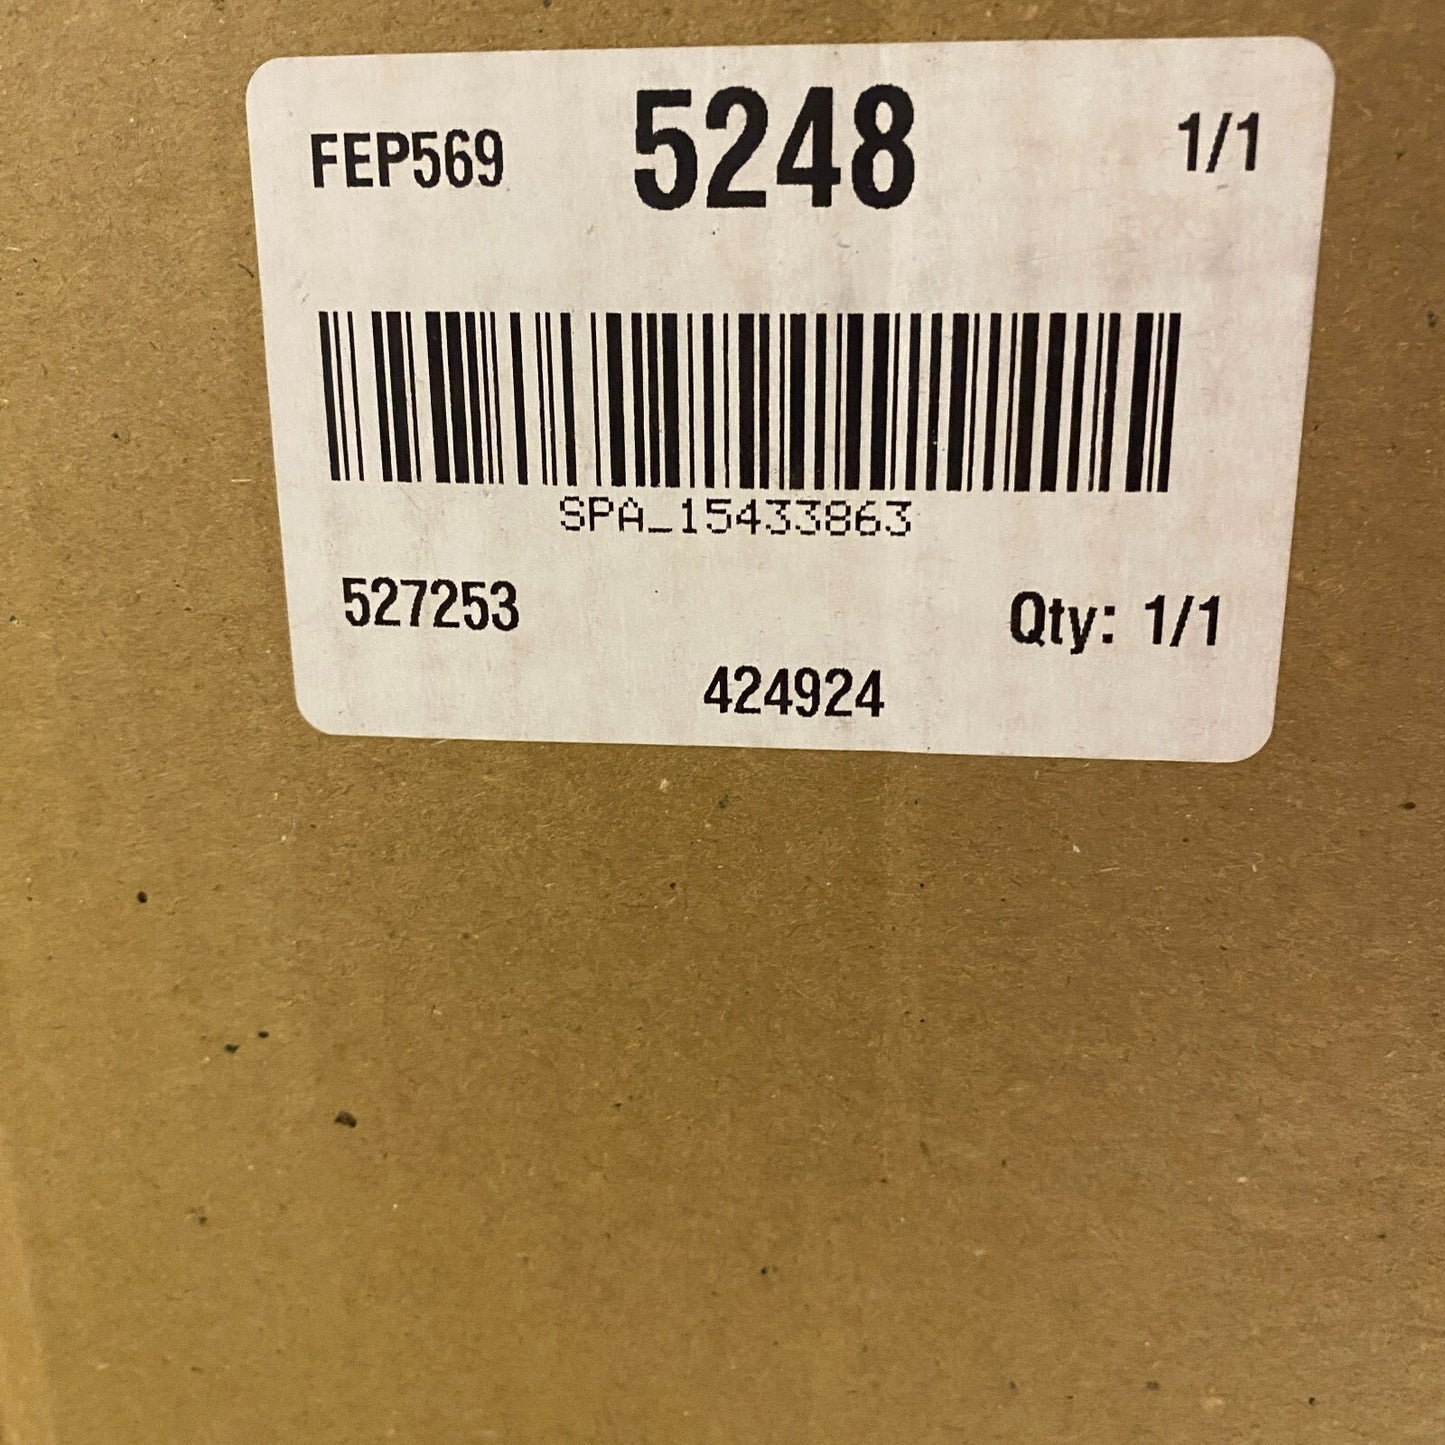 FEP569 5248 1/1
SPA_15433863
527253 Qty: 1/1
424924